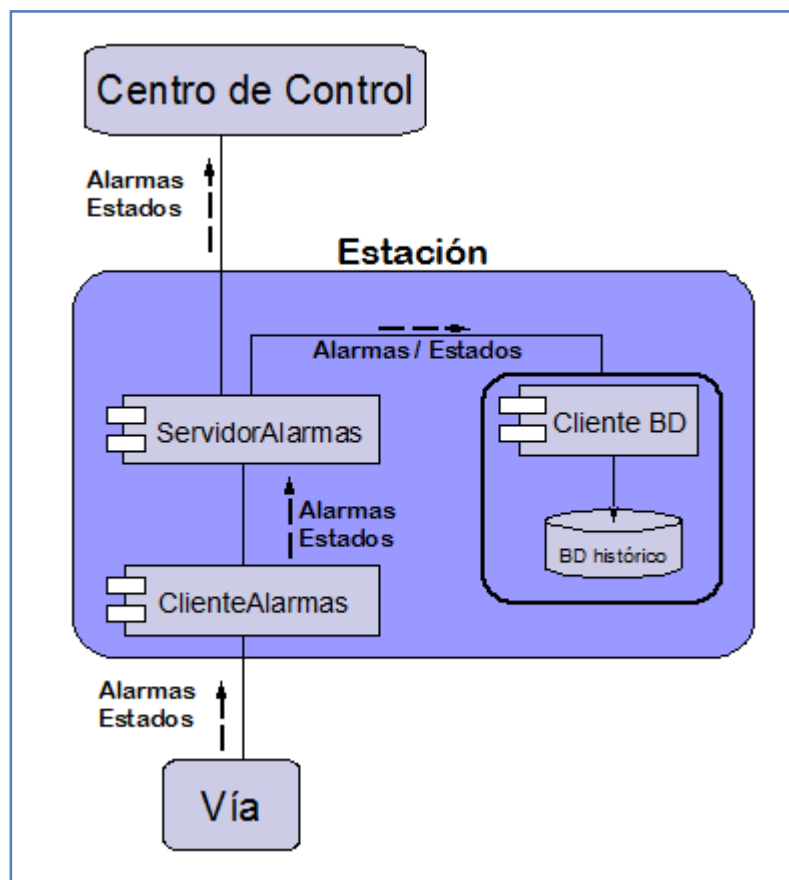 Centro de Control
Alarmas
Estados
Estación
Alarmas / Estados
ServidorAlarmas
Cliente BD
Alarmas
Estados
BD histórico
ClienteAlarmas
Alarmas
Estados
Vía